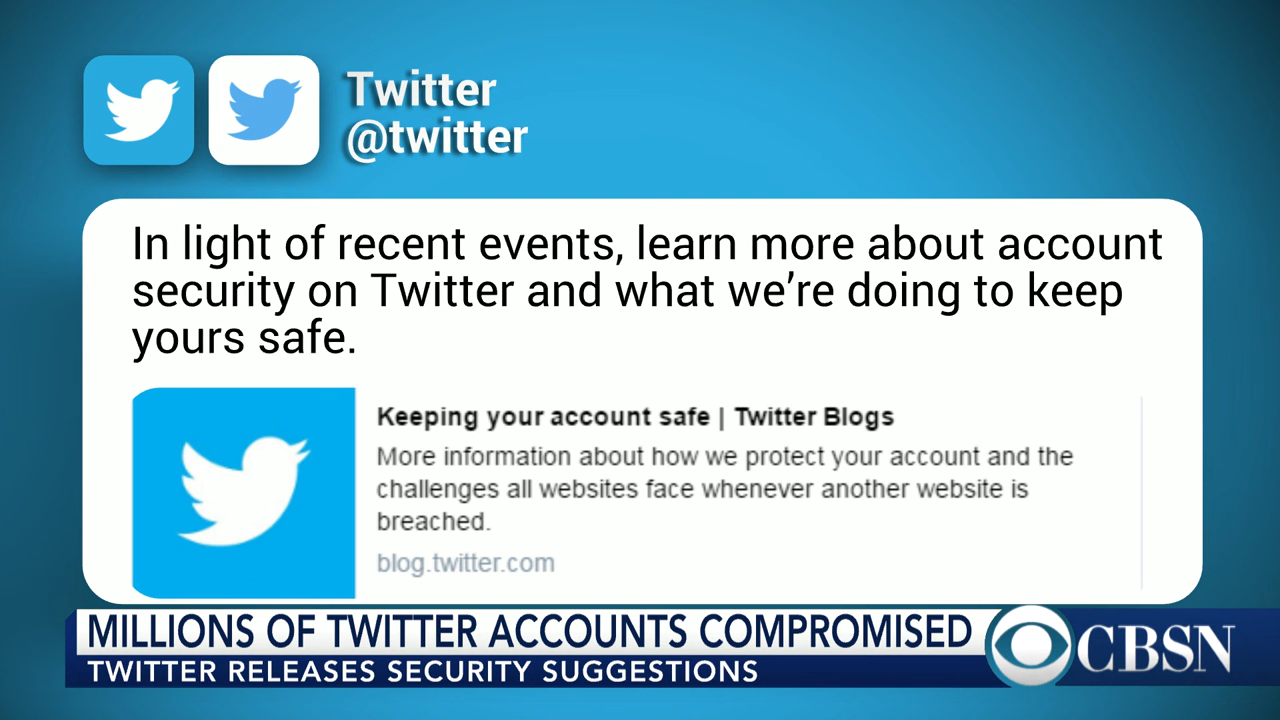 Twitter
@twitter
In light of recent events, learn more about account
security on Twitter and what we’re doing to keep
yours safe.
Keeping your account safe | Twitter Blogs
More information about how we protect your account and the
challenges all websites face whenever another website is
breached.
blog.twitter.com
MILLIONS OF TWITTER ACCOUNTS COMPROMISED
TWITTER RELEASES SECURITY SUGGESTIONS
CBSN